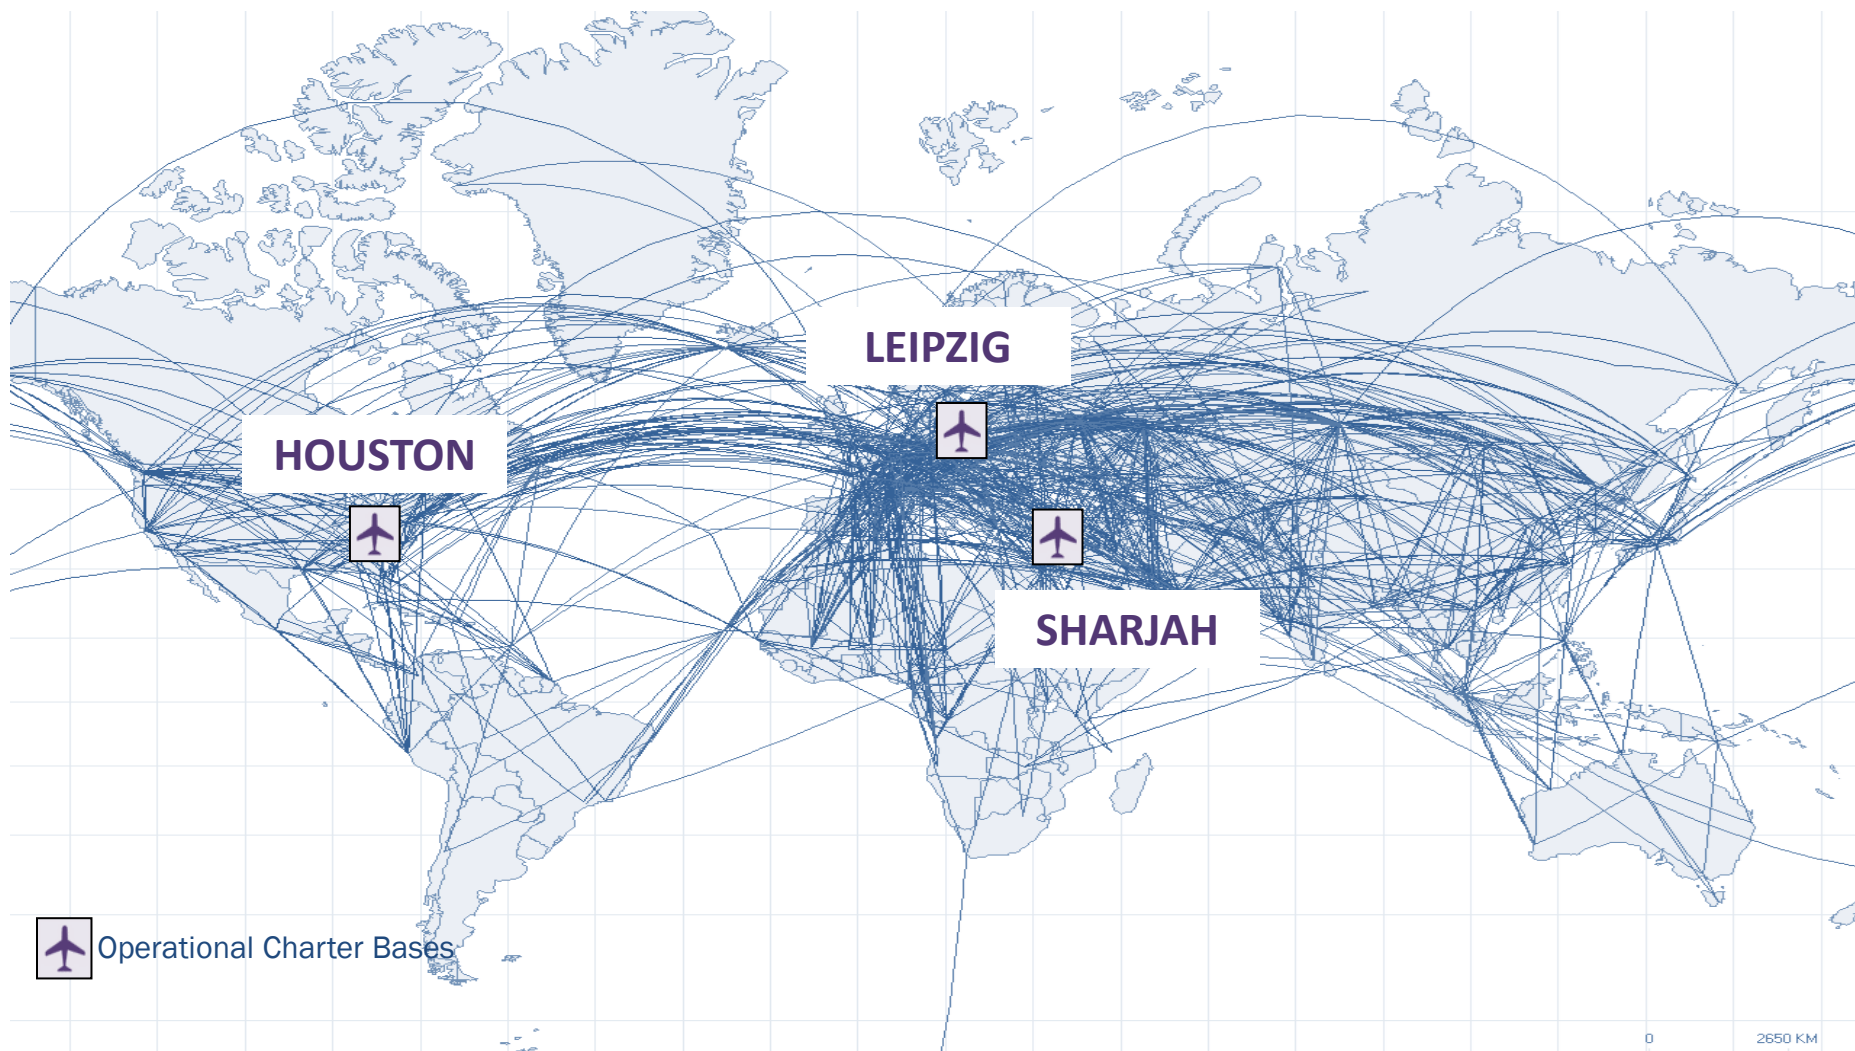 LEIPZIG
HOUSTON
SHARJAH
Operational Charter Bases
0 2650 KM